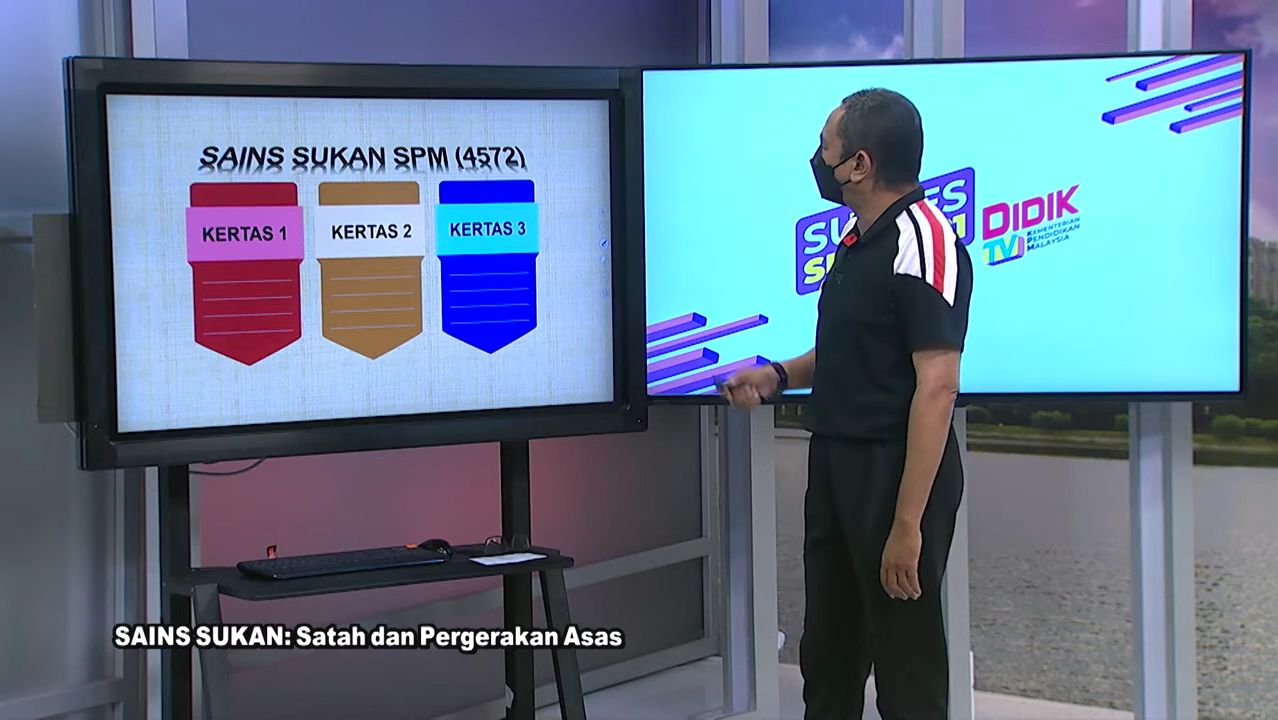 SAINS SUKAN SPM (4572)
KERTAS 1
KERTAS 2
KERTAS 3
DIDIK
TV
KEMENTERIAN
PENDIDIKAN
MALAYSIA
SAINS SUKAN: Satah dan Pergerakan Asas